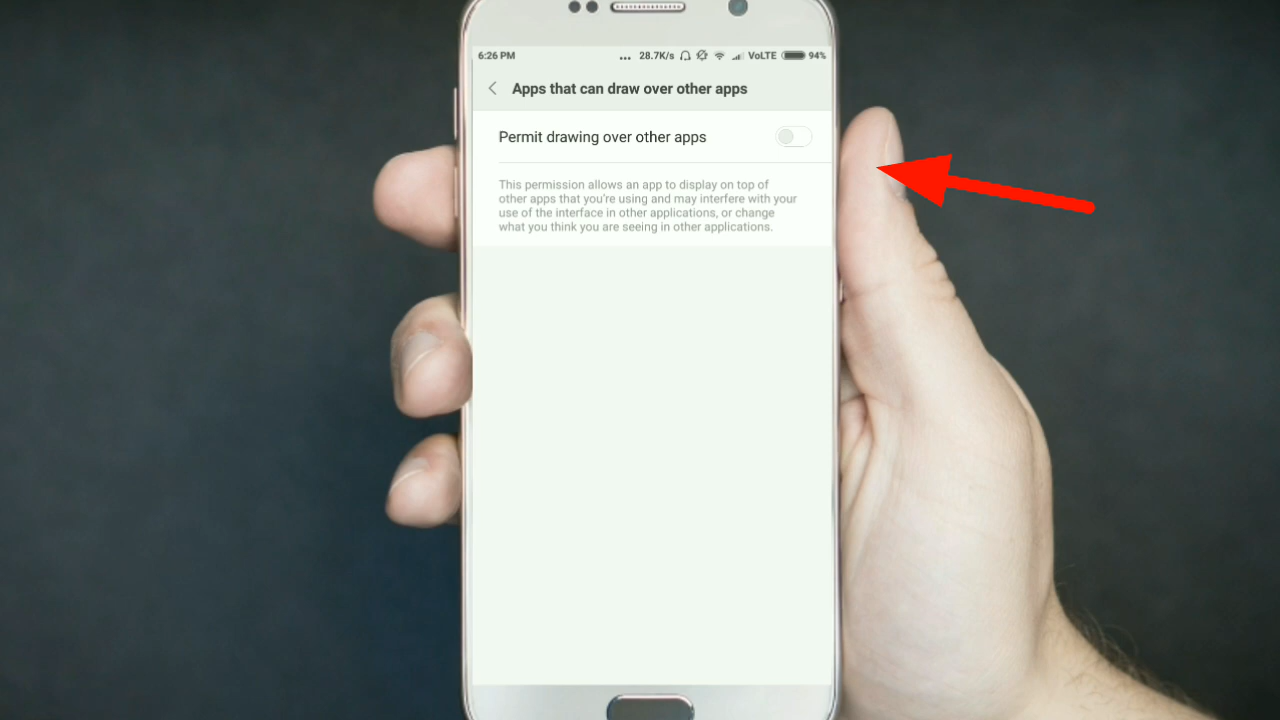 6:26 PM ... 28.7K/s VoLTE 94%
Apps that can draw over other apps
Permit drawing over other apps
This permission allows an app to display on top of
other apps that you're using and may interfere with your
use of the interface in other applications, or change
what you think you are seeing in other applications.